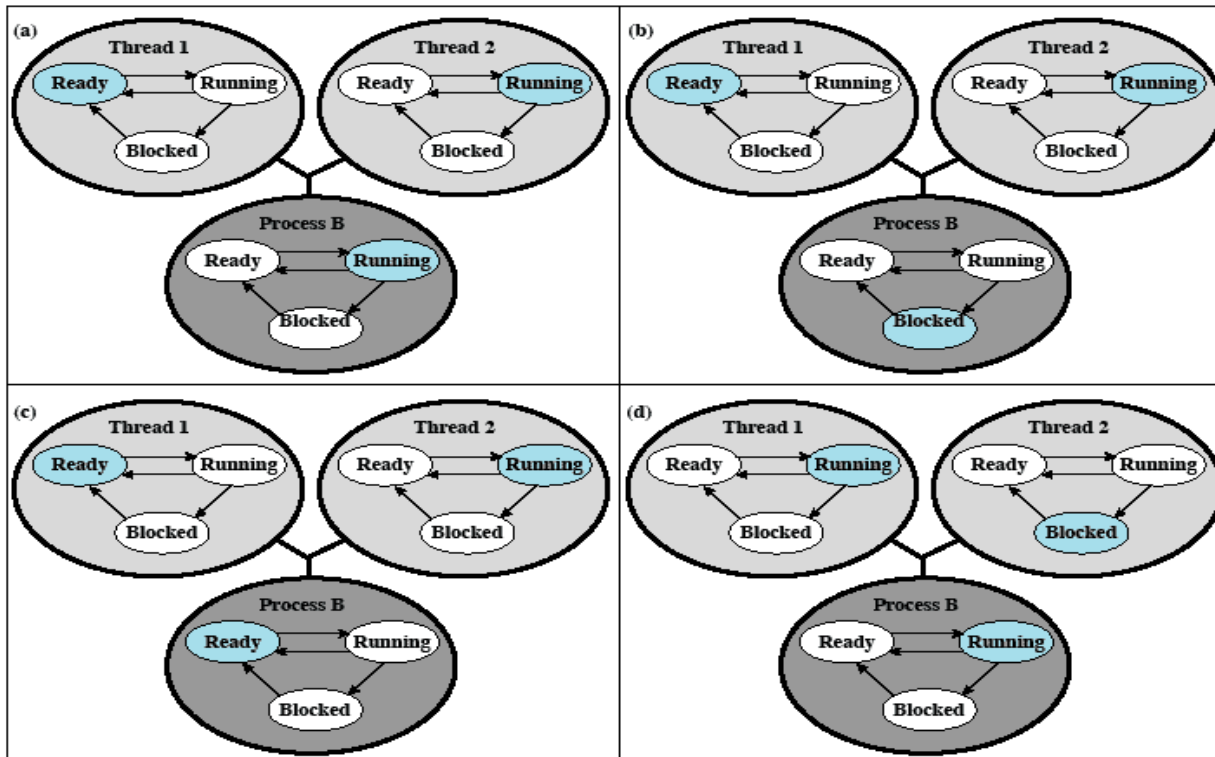 (a)
Thread 1
Thread 2
Ready
Running
Ready
Running
Blocked
Blocked
Process B
Ready
Running
Blocked
(b)
Thread 1
Thread 2
Ready
Running
Ready
Running
Blocked
Blocked
Process B
Ready
Running
Blocked
(c)
Thread 1
Thread 2
Ready
Running
Ready
Running
Blocked
Blocked
Process B
Ready
Running
Blocked
(d)
Thread 1
Thread 2
Ready
Running
Ready
Running
Blocked
Blocked
Process B
Ready
Running
Blocked